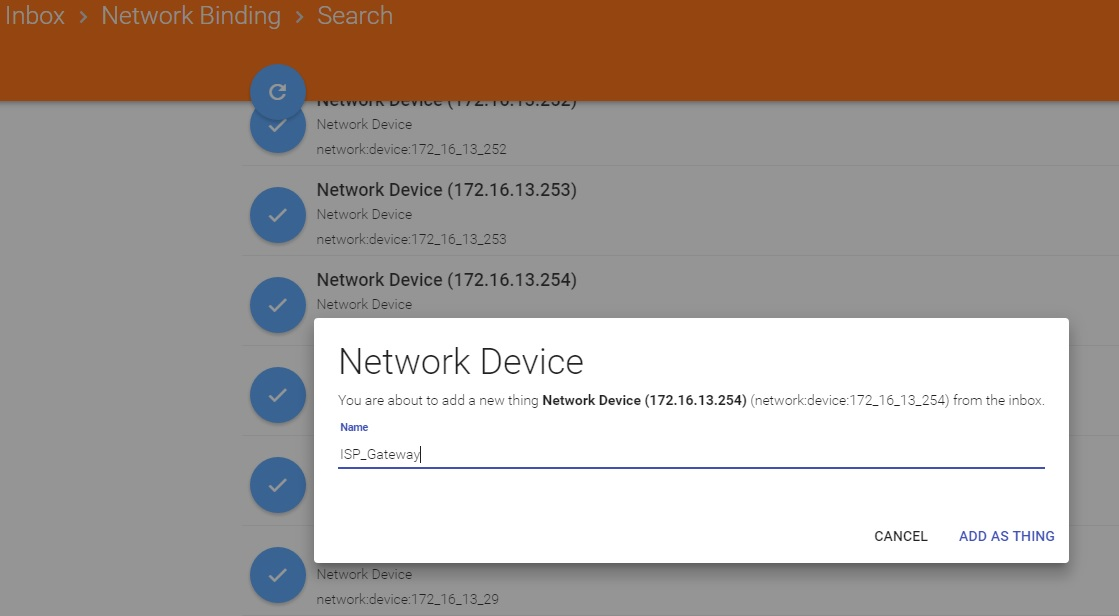 Inbox > Network Binding > Search
Network Device (172.16.13.252)
Network Device
network:device:172_16_13_252
Network Device (172.16.13.253)
Network Device
network:device:172_16_13_253
Network Device (172.16.13.254)
Network Device
Network Device
You are about to add a new thing Network Device (172.16.13.254) (network:device:172_16_13_254) from the inbox.
Name
ISP_Gateway
CANCEL ADD AS THING
Network Device
network:device:172_16_13_29